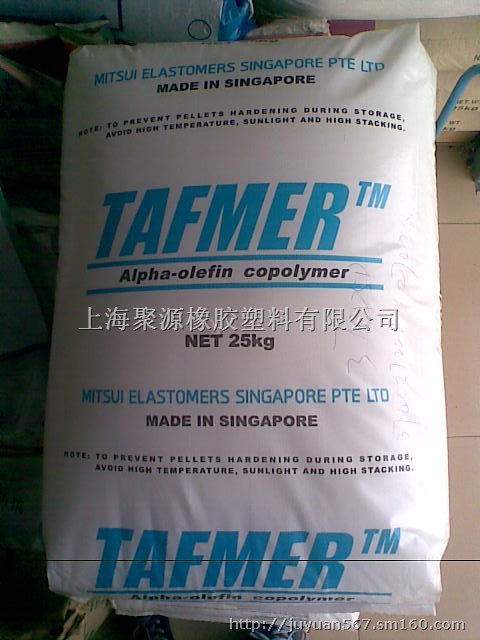 MITSUI ELASTOMERS SINGAPORE PTE LTD
MADE IN SINGAPORE
NOTE: TO PREVENT PELLETS HARDENING DURING STORAGE,
AVOID HIGH TEMPERATURE, SUNLIGHT AND HIGH STACKING.
TAFMER™
Alpha-olefin copolymer
上海聚源橡胶塑料有限公司
NET 25kg
MITSUI ELASTOMERS SINGAPORE PTE LTD
MADE IN SINGAPORE
NOTE: TO PREVENT PELLETS HARDENING DURING STORAGE,
AVOID HIGH TEMPERATURE, SUNLIGHT AND HIGH STACKING.
TAFMER™
Alpha-olefin copolymer
http://juyuan567.sm160.com